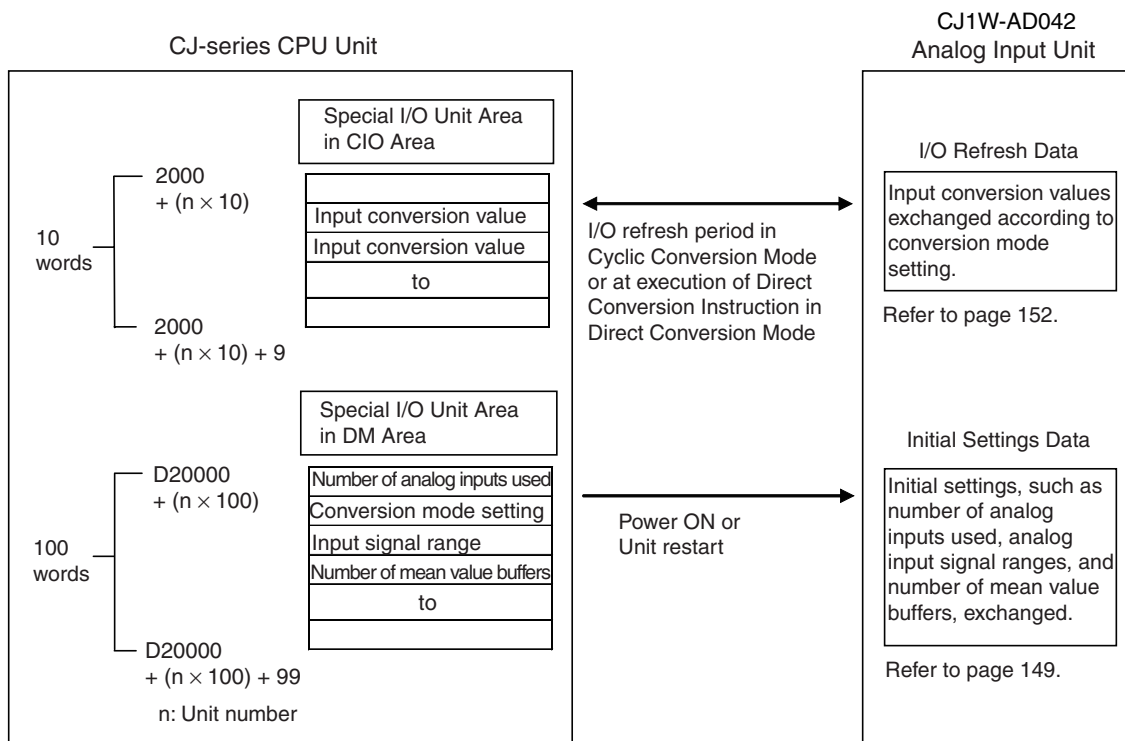 CJ-series CPU Unit
CJ1W-AD042
Analog Input Unit
Special I/O Unit Area
in CIO Area
2000
+ (n × 10)
10
words
2000
+ (n × 10) + 9
Input conversion value
Input conversion value
to
I/O refresh period in
Cyclic Conversion Mode
or at execution of Direct
Conversion Instruction in
Direct Conversion Mode
I/O Refresh Data
Input conversion values
exchanged according to
conversion mode
setting.
Refer to page 152.
Special I/O Unit Area
in DM Area
D20000
+ (n × 100)
100
words
D20000
+ (n × 100) + 99
n: Unit number
Number of analog inputs used
Conversion mode setting
Input signal range
Number of mean value buffers
to
Power ON or
Unit restart
Initial Settings Data
Initial settings, such as
number of analog
inputs used, analog
input signal ranges, and
number of mean value
buffers, exchanged.
Refer to page 149.